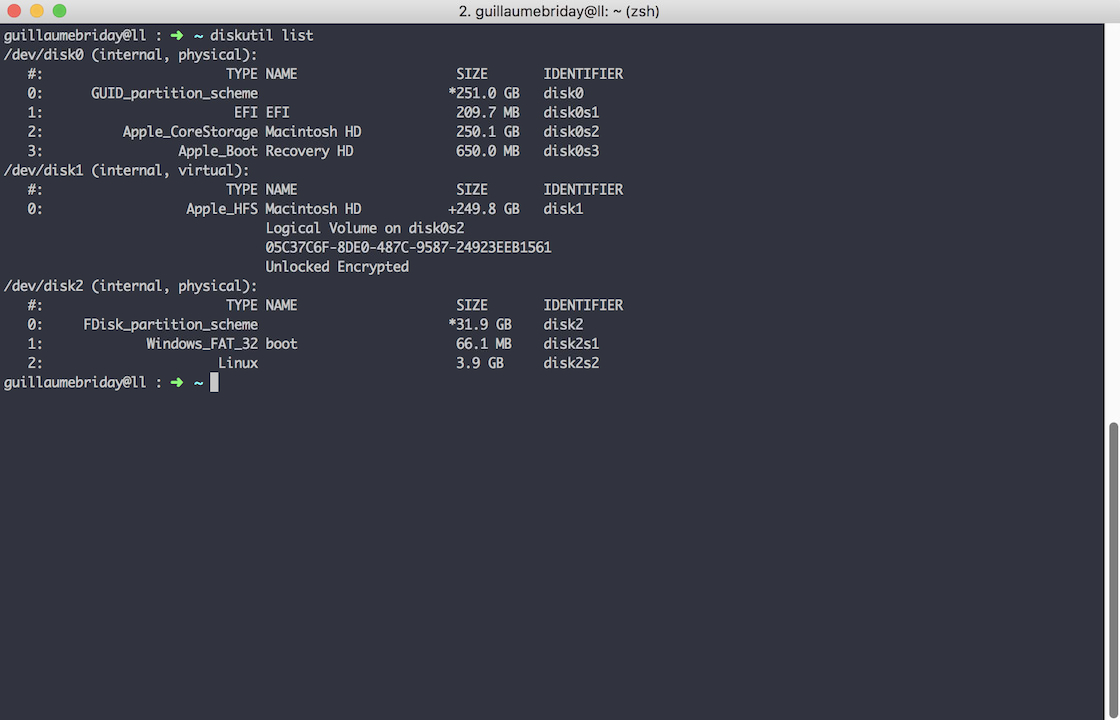 2. guillaumebriday@ll: ~ (zsh)
guillaumebriday@ll : ➜ ~ diskutil list
/dev/disk0 (internal, physical):
#: TYPE NAME SIZE IDENTIFIER
0: GUID_partition_scheme *251.0 GB disk0
1: EFI EFI 209.7 MB disk0s1
2: Apple_CoreStorage Macintosh HD 250.1 GB disk0s2
3: Apple_Boot Recovery HD 650.0 MB disk0s3
/dev/disk1 (internal, virtual):
#: TYPE NAME SIZE IDENTIFIER
0: Apple_HFS Macintosh HD +249.8 GB disk1
Logical Volume on disk0s2
05C37C6F-8DE0-487C-9587-24923EEB1561
Unlocked Encrypted
/dev/disk2 (internal, physical):
#: TYPE NAME SIZE IDENTIFIER
0: FDisk_partition_scheme *31.9 GB disk2
1: Windows_FAT_32 boot 66.1 MB disk2s1
2: Linux 3.9 GB disk2s2
guillaumebriday@ll : ➜ ~